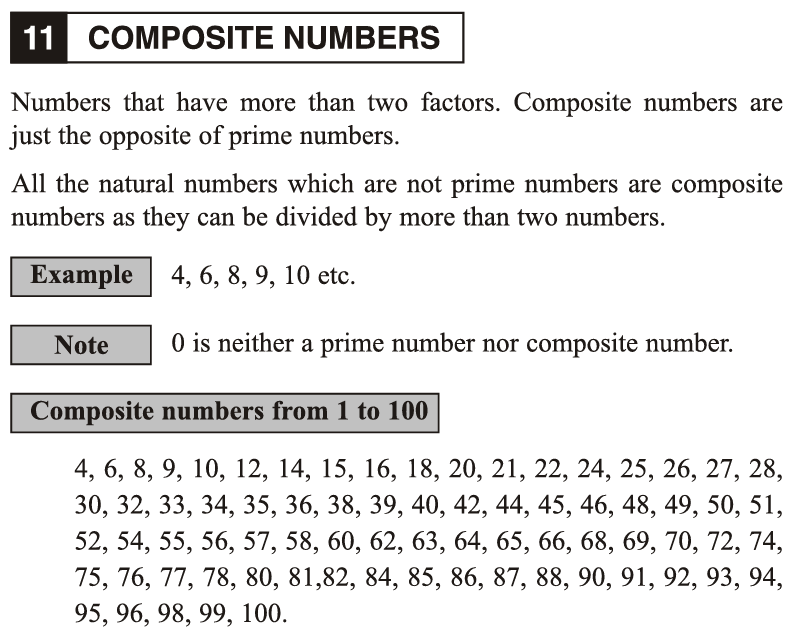 11 COMPOSITE NUMBERS
Numbers that have more than two factors. Composite numbers are
just the opposite of prime numbers.
All the natural numbers which are not prime numbers are composite
numbers as they can be divided by more than two numbers.
Example 4, 6, 8, 9, 10 etc.
Note 0 is neither a prime number nor composite number.
Composite numbers from 1 to 100
4, 6, 8, 9, 10, 12, 14, 15, 16, 18, 20, 21, 22, 24, 25, 26, 27, 28,
30, 32, 33, 34, 35, 36, 38, 39, 40, 42, 44, 45, 46, 48, 49, 50, 51,
52, 54, 55, 56, 57, 58, 60, 62, 63, 64, 65, 66, 68, 69, 70, 72, 74,
75, 76, 77, 78, 80, 81,82, 84, 85, 86, 87, 88, 90, 91, 92, 93, 94,
95, 96, 98, 99, 100.